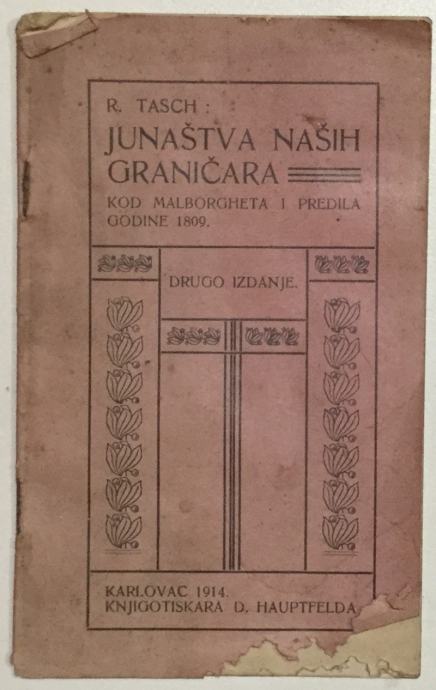 R. TASCH :
JUNAŠTVA NAŠIH
GRANIČARA
KOD MALBORGHETA I PREDILA
GODINE 1809.
DRUGO IZDANJE.
KARLOVAC 1914.
KNJIGOTISKARA D. HAUPTFELDA